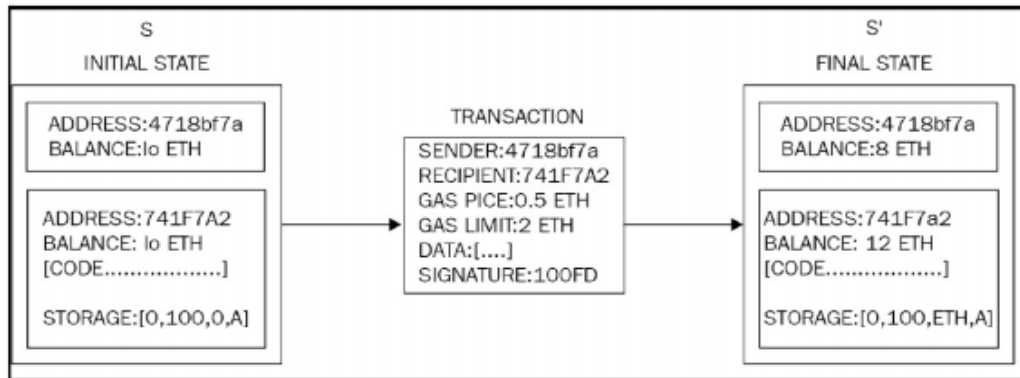 S
INITIAL STATE
ADDRESS:4718bf7a
BALANCE:lo ETH
ADDRESS:741F7A2
BALANCE: lo ETH
[CODE..................]
STORAGE:[0,100,0,A]
TRANSACTION
SENDER:4718bf7a
RECIPIENT:741F7A2
GAS PICE:0.5 ETH
GAS LIMIT:2 ETH
DATA:[....]
SIGNATURE:100FD
S'
FINAL STATE
ADDRESS:4718bf7a
BALANCE:8 ETH
ADDRESS:741F7a2
BALANCE: 12 ETH
[CODE..................]
STORAGE:[0,100,ETH,A]